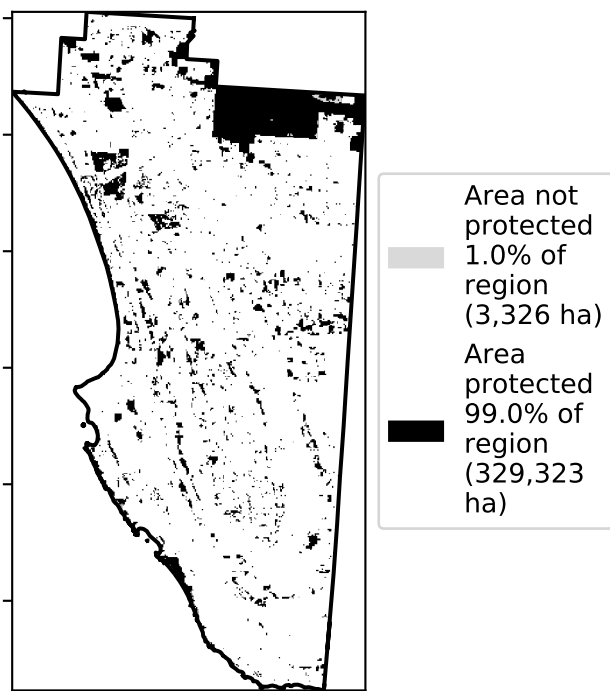 Area not
protected
1.0% of
region
(3,326 ha)
Area
protected
99.0% of
region
(329,323
ha)